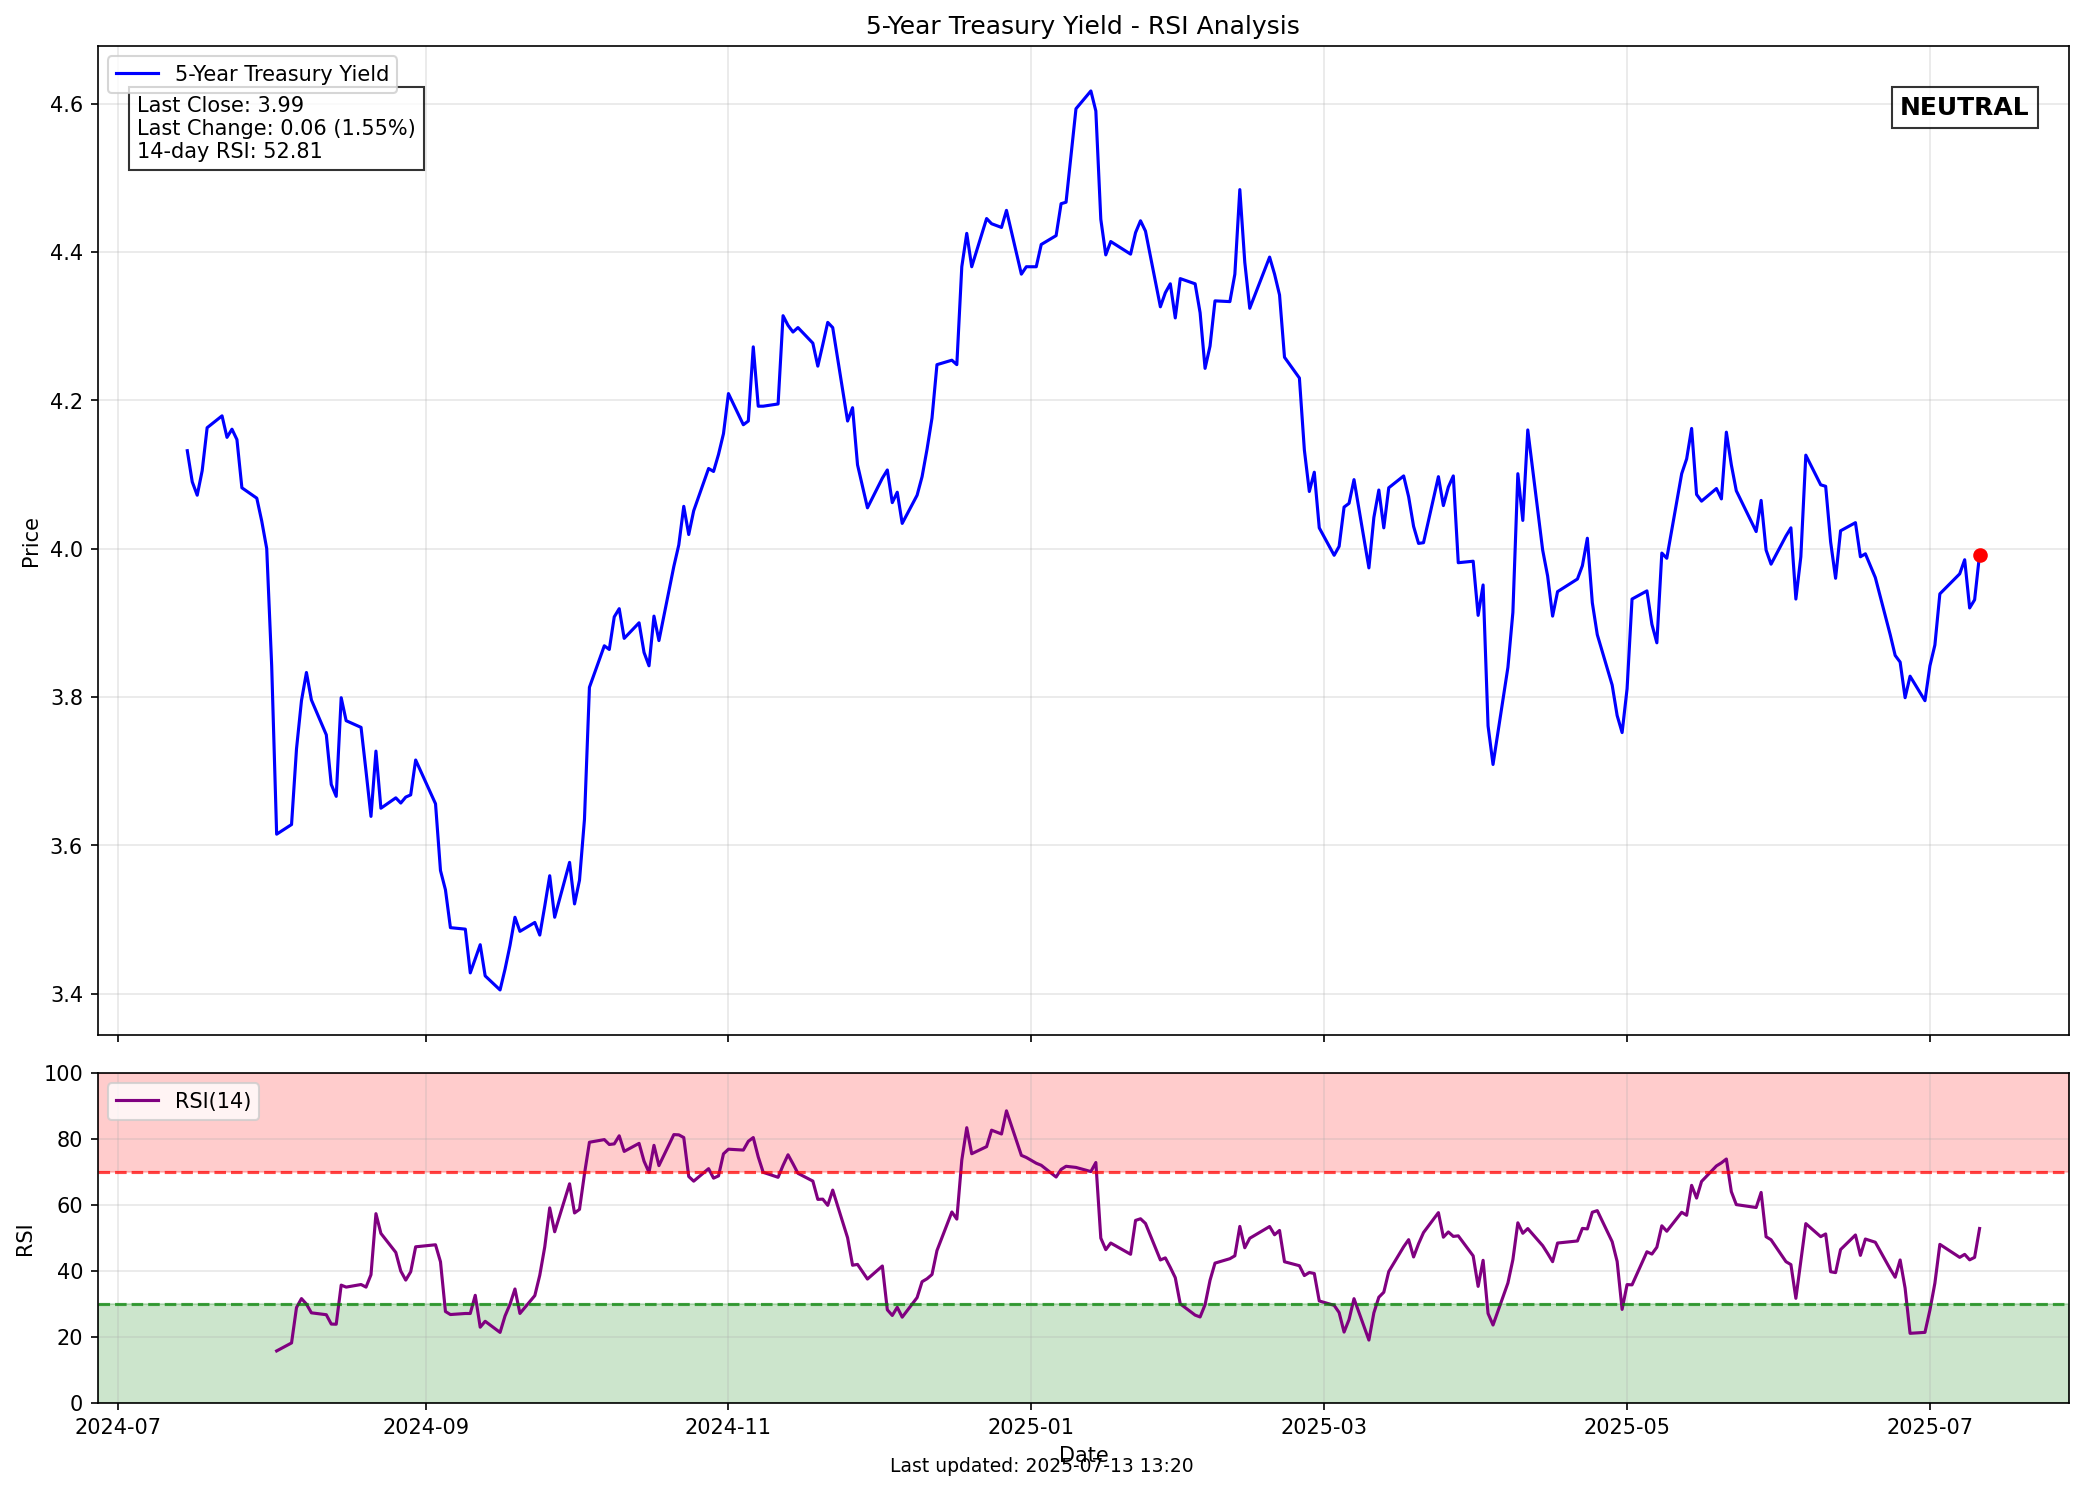 5-Year Treasury Yield - RSI Analysis
5-Year Treasury Yield
Last Close: 3.99
Last Change: 0.06 (1.55%)
14-day RSI: 52.81
NEUTRAL
Price
4.6
4.4
4.2
4.0
3.8
3.6
3.4
RSI(14)
RSI
100
80
60
40
20
0
2024-07
2024-09
2024-11
2025-01
2025-03
2025-05
2025-07
Date
Last updated: 2025-07-13 13:20